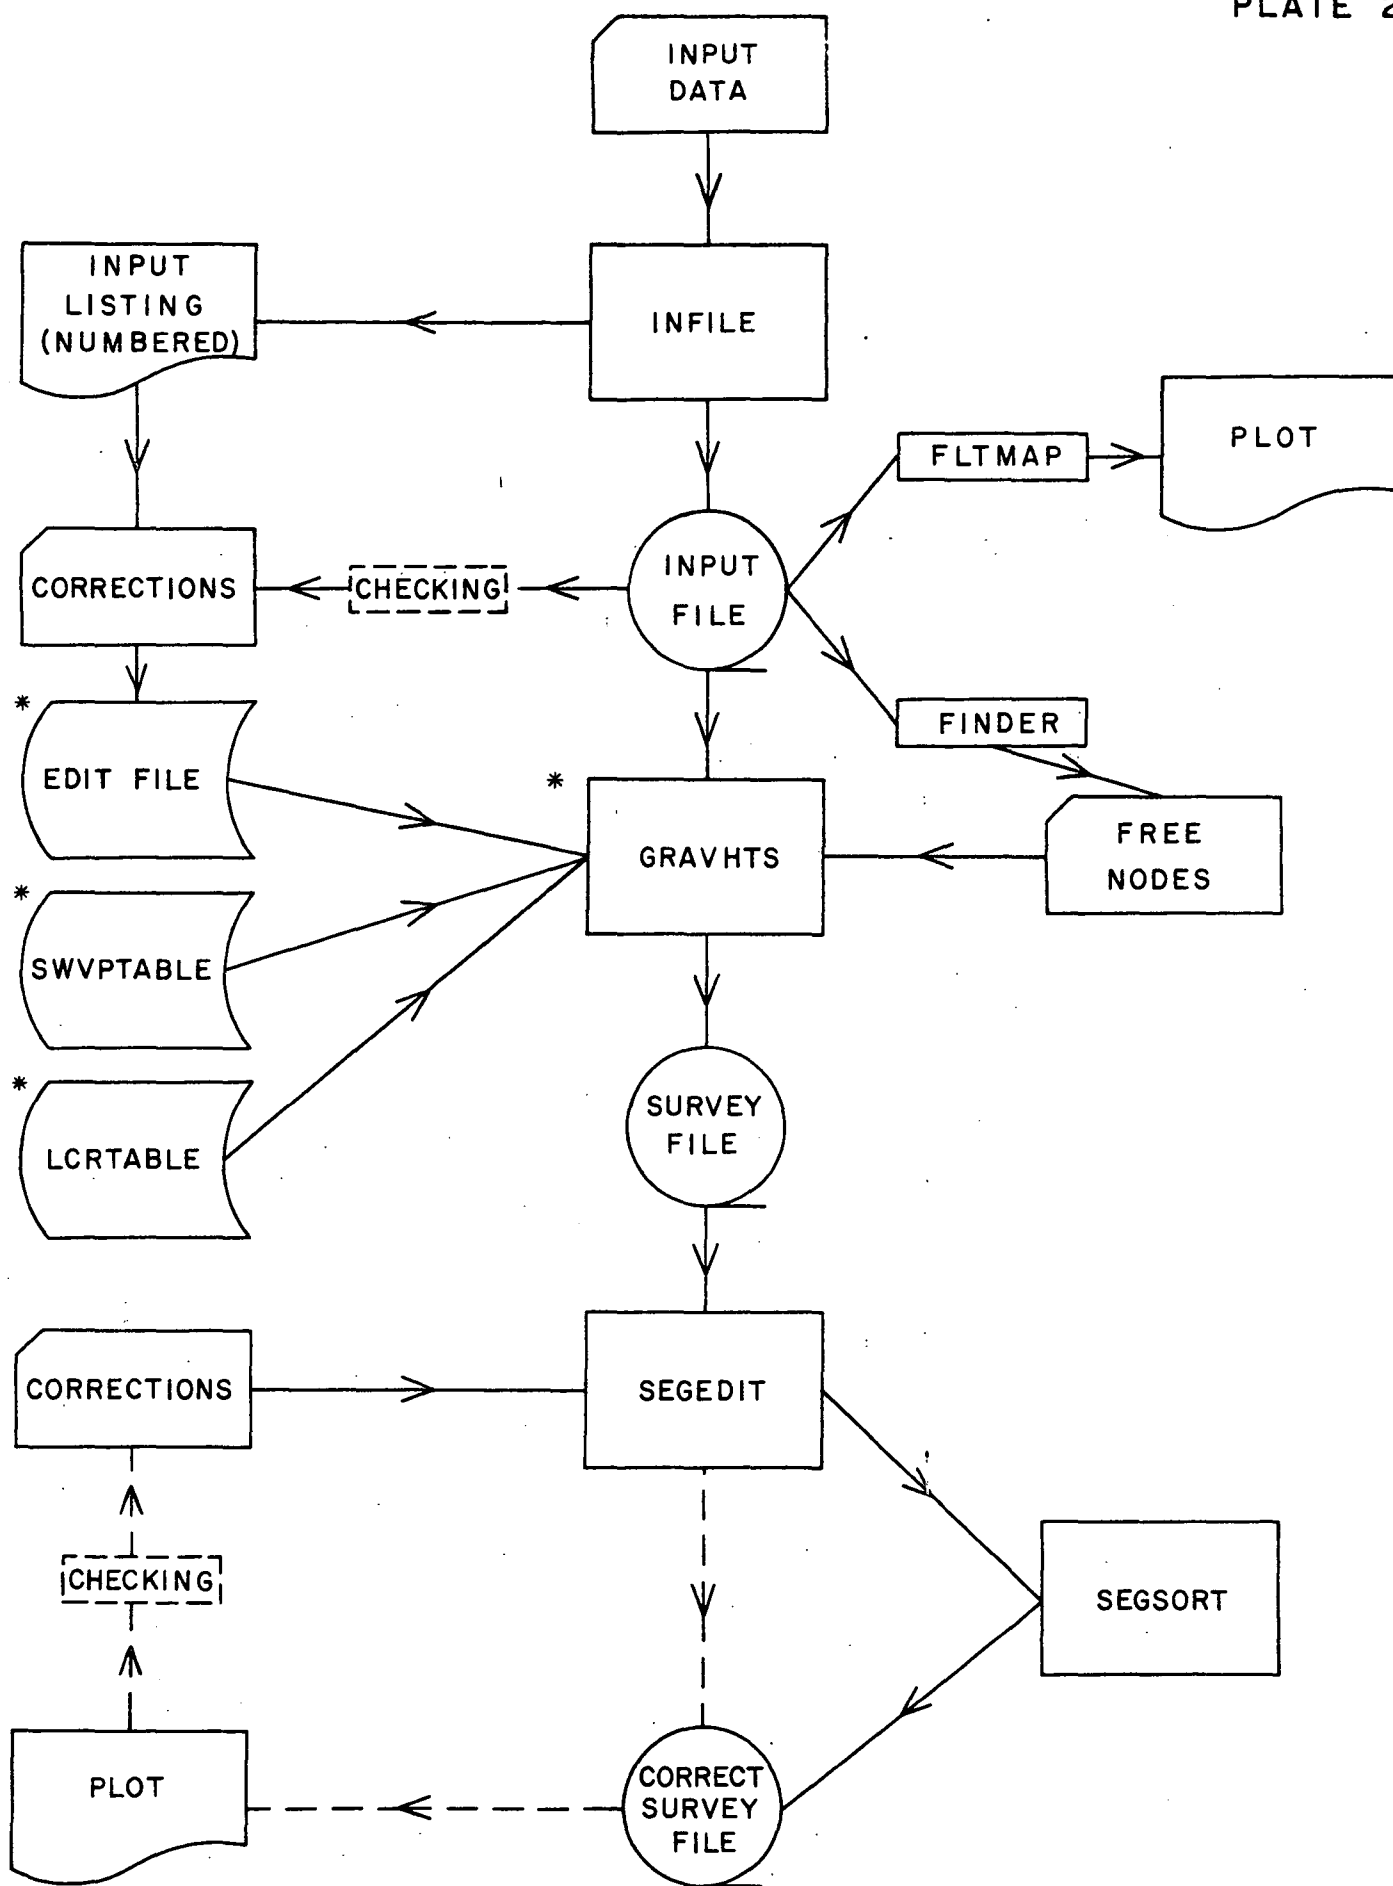 PLATE 2
INPUT
DATA
INPUT
LISTING
(NUMBERED)
INFILE
FLTMAP
PLOT
CORRECTIONS
CHECKING
INPUT
FILE
FINDER
*
EDIT FILE
*
GRAVHTS
FREE
NODES
*
SWVPTABLE
*
LCRTABLE
SURVEY
FILE
CORRECTIONS
SEGEDIT
CHECKING
SEGSORT
PLOT
CORRECT
SURVEY
FILE